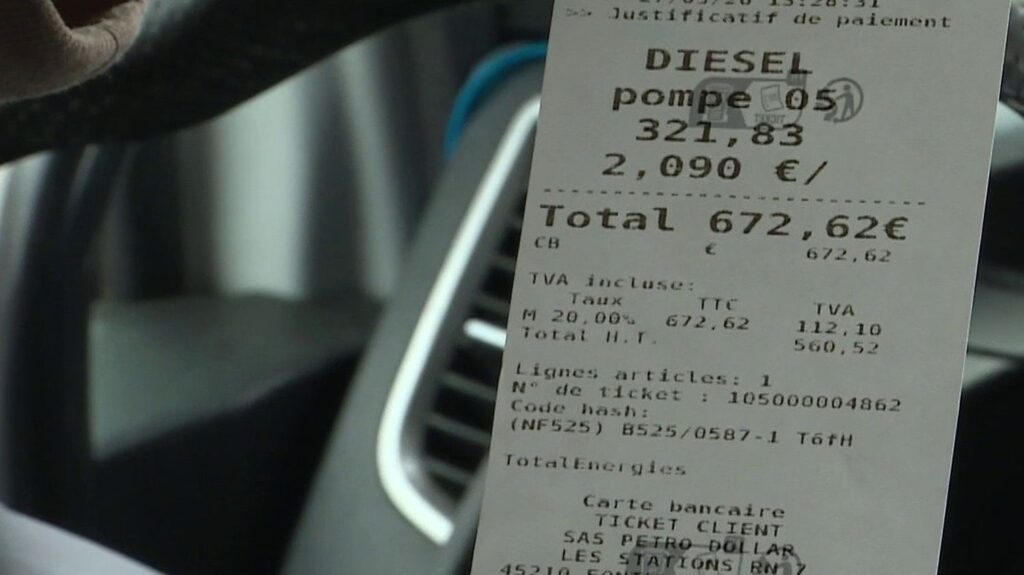 >> Justificatif de paiement
DIESEL
pompe 05
321,83
2,090 €/
Total 672,62€
CB € 672,62
TVA incluse:
Taux TTC TVA
M 20,00% 672,62 112,10
Total H.T. 560,52
Lignes articles: 1
N° de ticket : 105000004862
Code hash:
(NF525) B525/0587-1 T6fH
TotalEnergies
Carte bancaire
TICKET CLIENT
SAS PETRO DOLLAR
LES STATIONS RN 7
45210